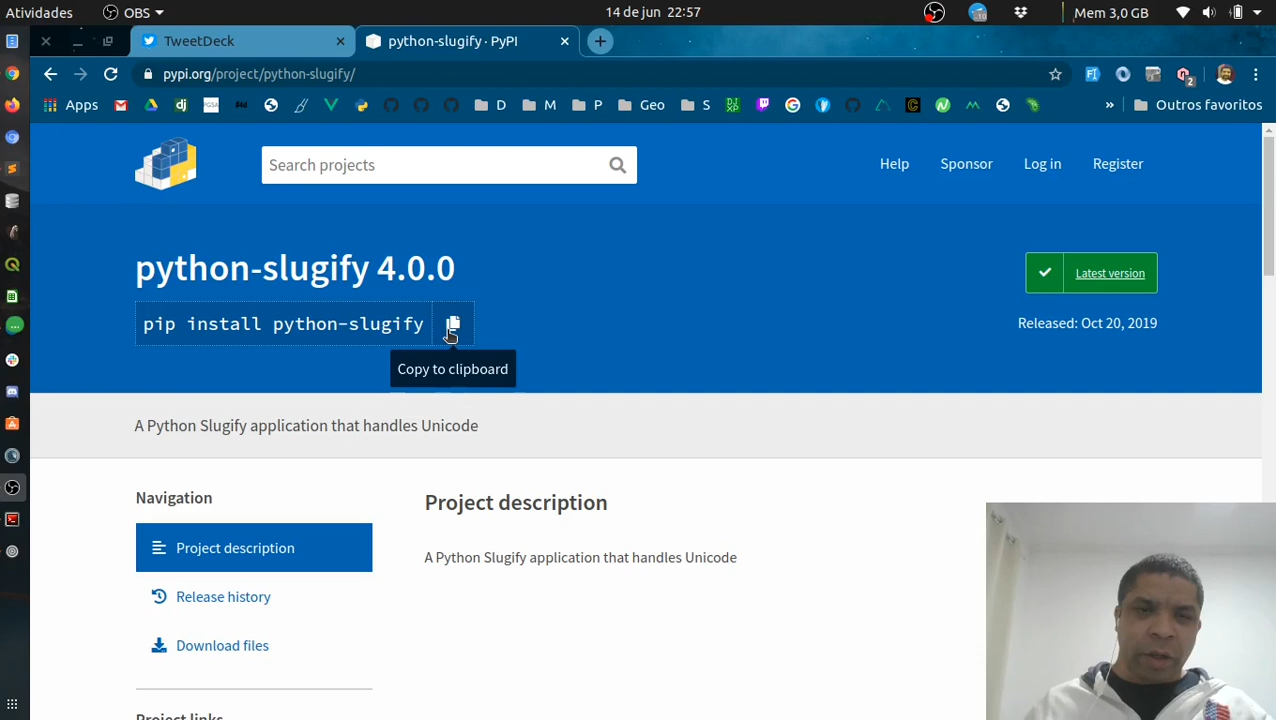 Atividades OBS 14 de jun 22:57 Mem 3,0 GB
TweetDeck python-slugify · PyPI
pypi.org/project/python-slugify/
Apps D M P Geo S » Outros favoritos
Search projects Help Sponsor Log in Register
python-slugify 4.0.0
Latest version
pip install python-slugify
Released: Oct 20, 2019
Copy to clipboard
A Python Slugify application that handles Unicode
Navigation
Project description
Project description
A Python Slugify application that handles Unicode
Release history
Download files
Project links